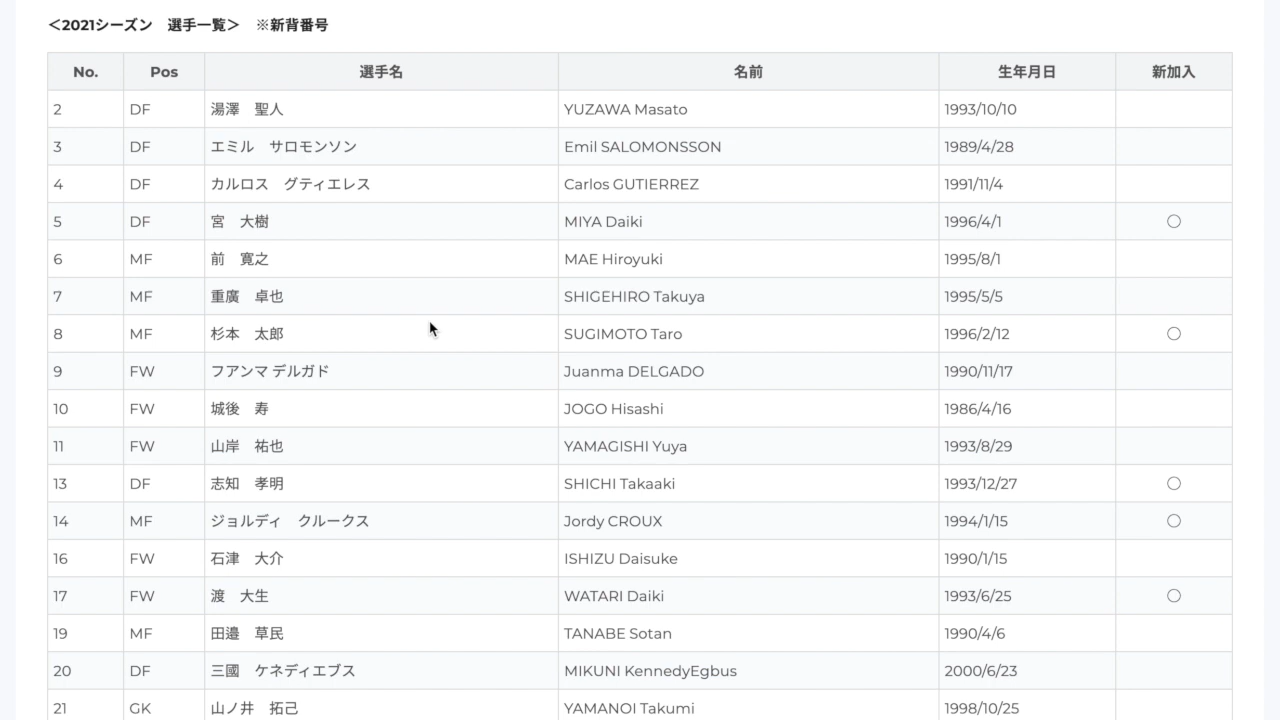 ＜2021シーズン　選手一覧＞　※新背番号
No. Pos 選手名 名前 生年月日 新加入
2 DF 湯澤　聖人 YUZAWA Masato 1993/10/10
3 DF エミル　サロモンソン Emil SALOMONSSON 1989/4/28
4 DF カルロス　グティエレス Carlos GUTIERREZ 1991/11/4
5 DF 宮　大樹 MIYA Daiki 1996/4/1 ○
6 MF 前　寛之 MAE Hiroyuki 1995/8/1
7 MF 重廣　卓也 SHIGEHIRO Takuya 1995/5/5
8 MF 杉本　太郎 SUGIMOTO Taro 1996/2/12 ○
9 FW フアンマ デルガド Juanma DELGADO 1990/11/17
10 FW 城後　寿 JOGO Hisashi 1986/4/16
11 FW 山岸　祐也 YAMAGISHI Yuya 1993/8/29
13 DF 志知　孝明 SHICHI Takaaki 1993/12/27 ○
14 MF ジョルディ　クルークス Jordy CROUX 1994/1/15 ○
16 FW 石津　大介 ISHIZU Daisuke 1990/1/15
17 FW 渡　大生 WATARI Daiki 1993/6/25 ○
19 MF 田邉　草民 TANABE Sotan 1990/4/6
20 DF 三國　ケネディエブス MIKUNI KennedyEgbus 2000/6/23
21 GK 山ノ井　拓己 YAMANOI Takumi 1998/10/25